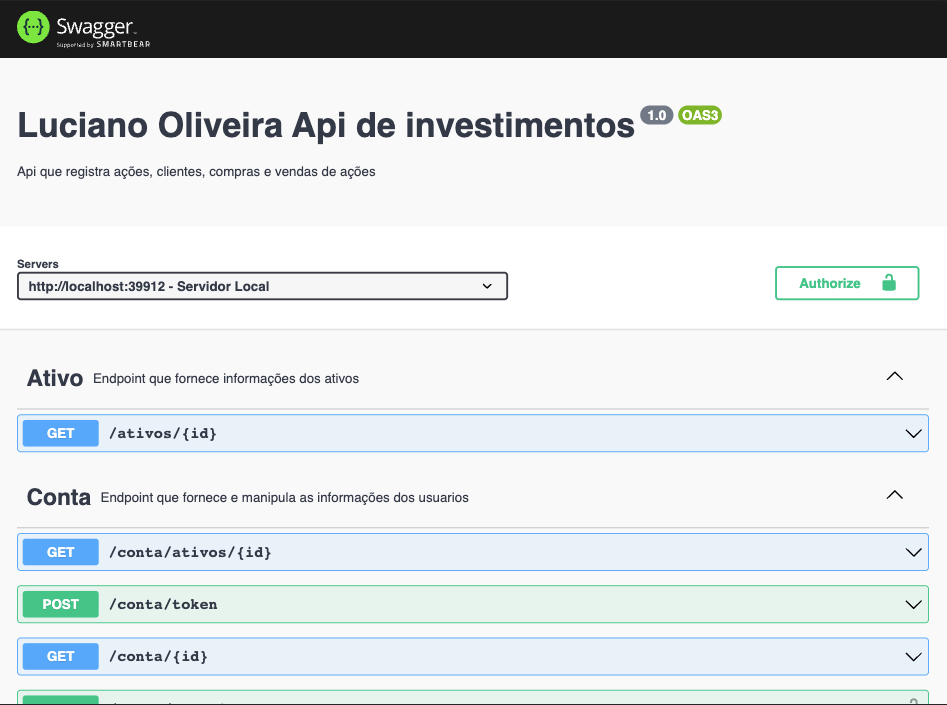 Swagger
Supported by SMARTBEAR
Luciano Oliveira Api de investimentos 1.0 OAS3
Api que registra ações, clientes, compras e vendas de ações
Servers
http://localhost:39912 - Servidor Local
Authorize
Ativo Endpoint que fornece informações dos ativos
GET /ativos/{id}
Conta Endpoint que fornece e manipula as informações dos usuarios
GET /conta/ativos/{id}
POST /conta/token
GET /conta/{id}